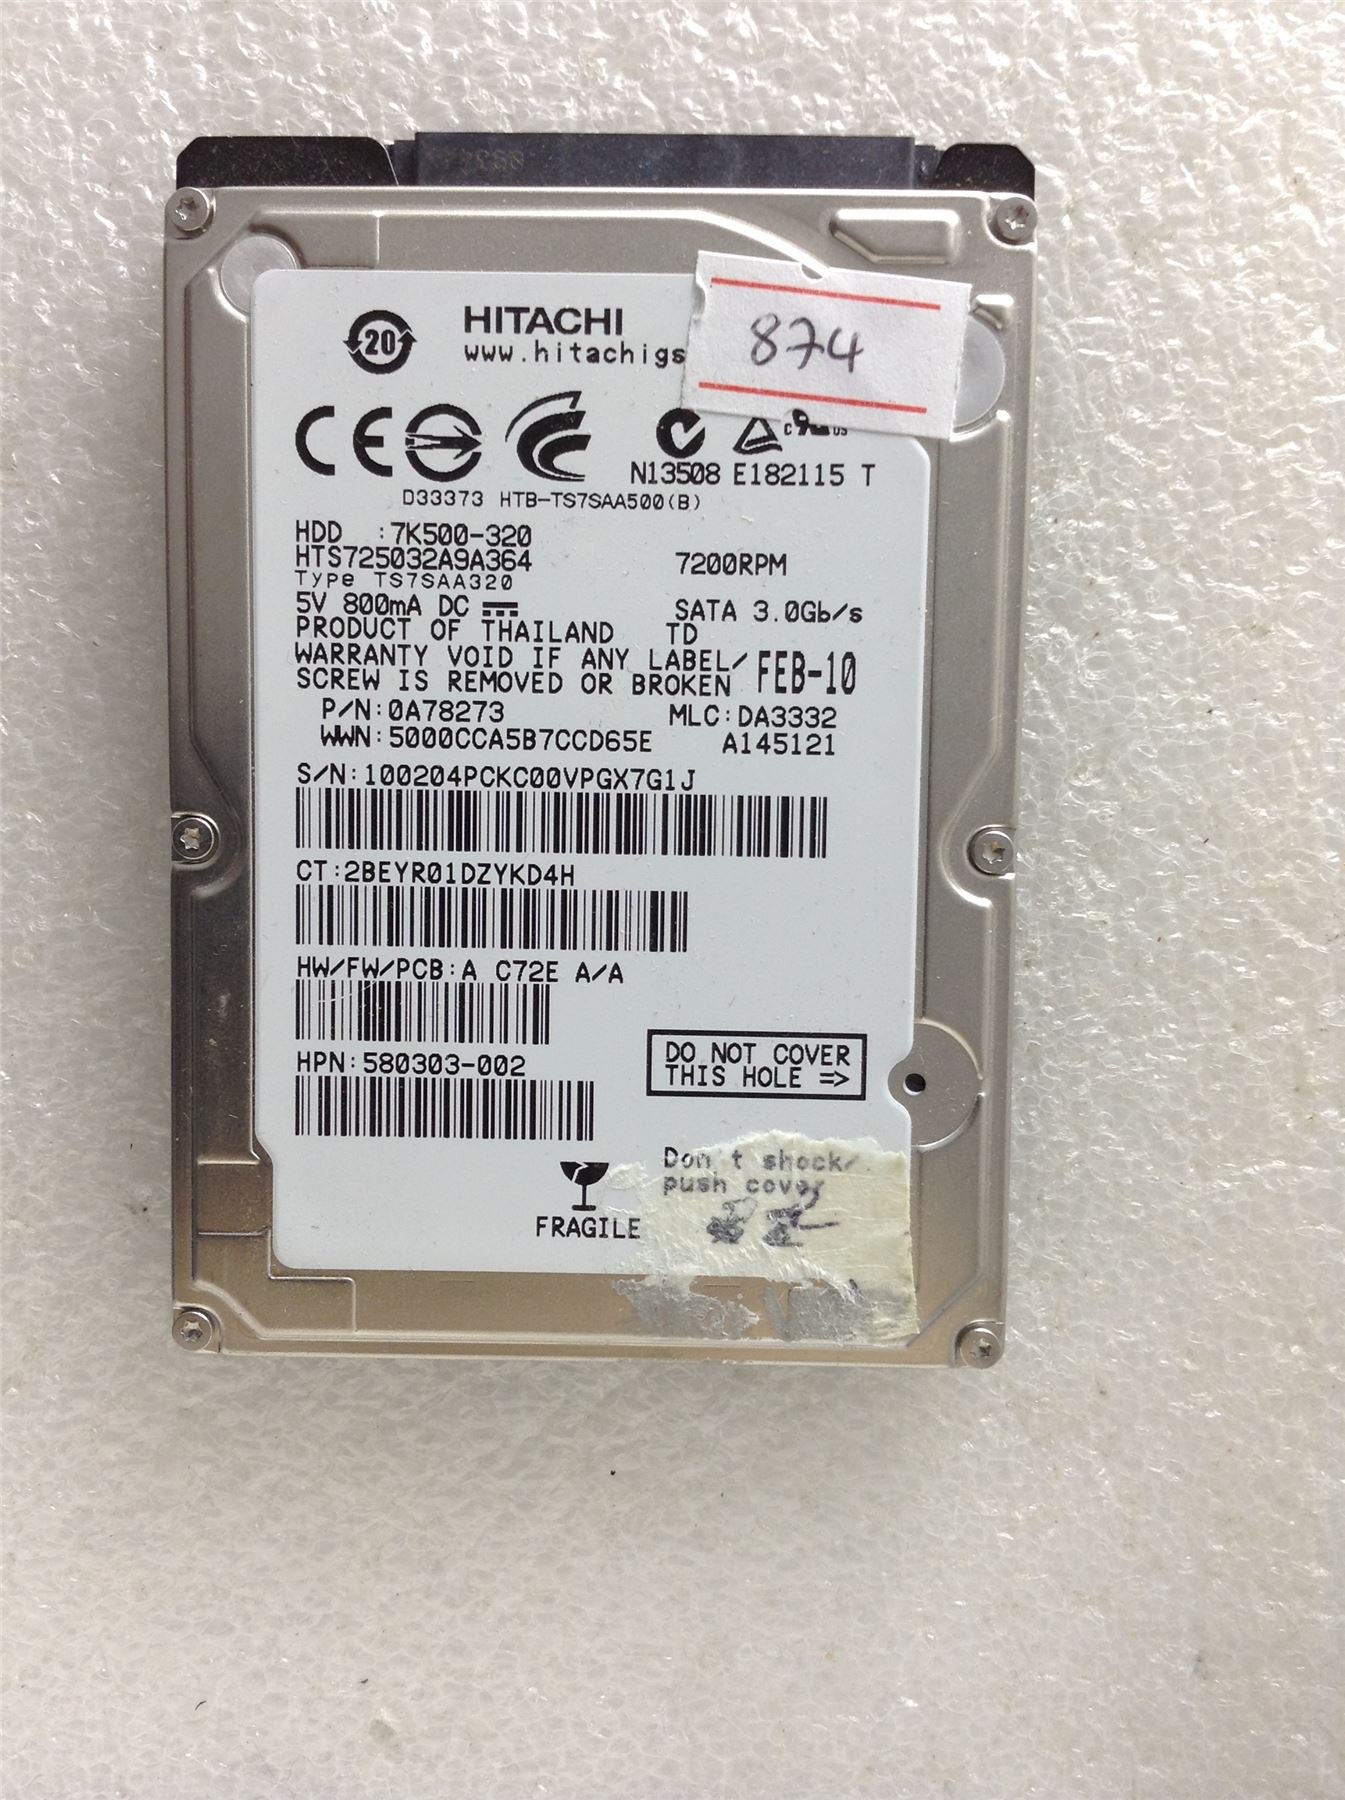 20
HITACHI
www.hitachigs
874
CE
N13508 E182115 T
D33373 HTB-TS7SAA500(B)
HDD :7K500-320
HTS725032A9A364 7200RPM
Type TS7SAA320
5V 800mA DC SATA 3.0Gb/s
PRODUCT OF THAILAND TD
WARRANTY VOID IF ANY LABEL/
SCREW IS REMOVED OR BROKEN FEB-10
P/N:0A78273 MLC:DA3332
WWN:5000CCA5B7CCD65E A145121
S/N:100204PCKC00VPGX7G1J
CT:2BEYR01DZYKD4H
HW/FW/PCB:A C72E A/A
HPN:580303-002
DO NOT COVER
THIS HOLE =>
Don't shock/
push cover
FRAGILE